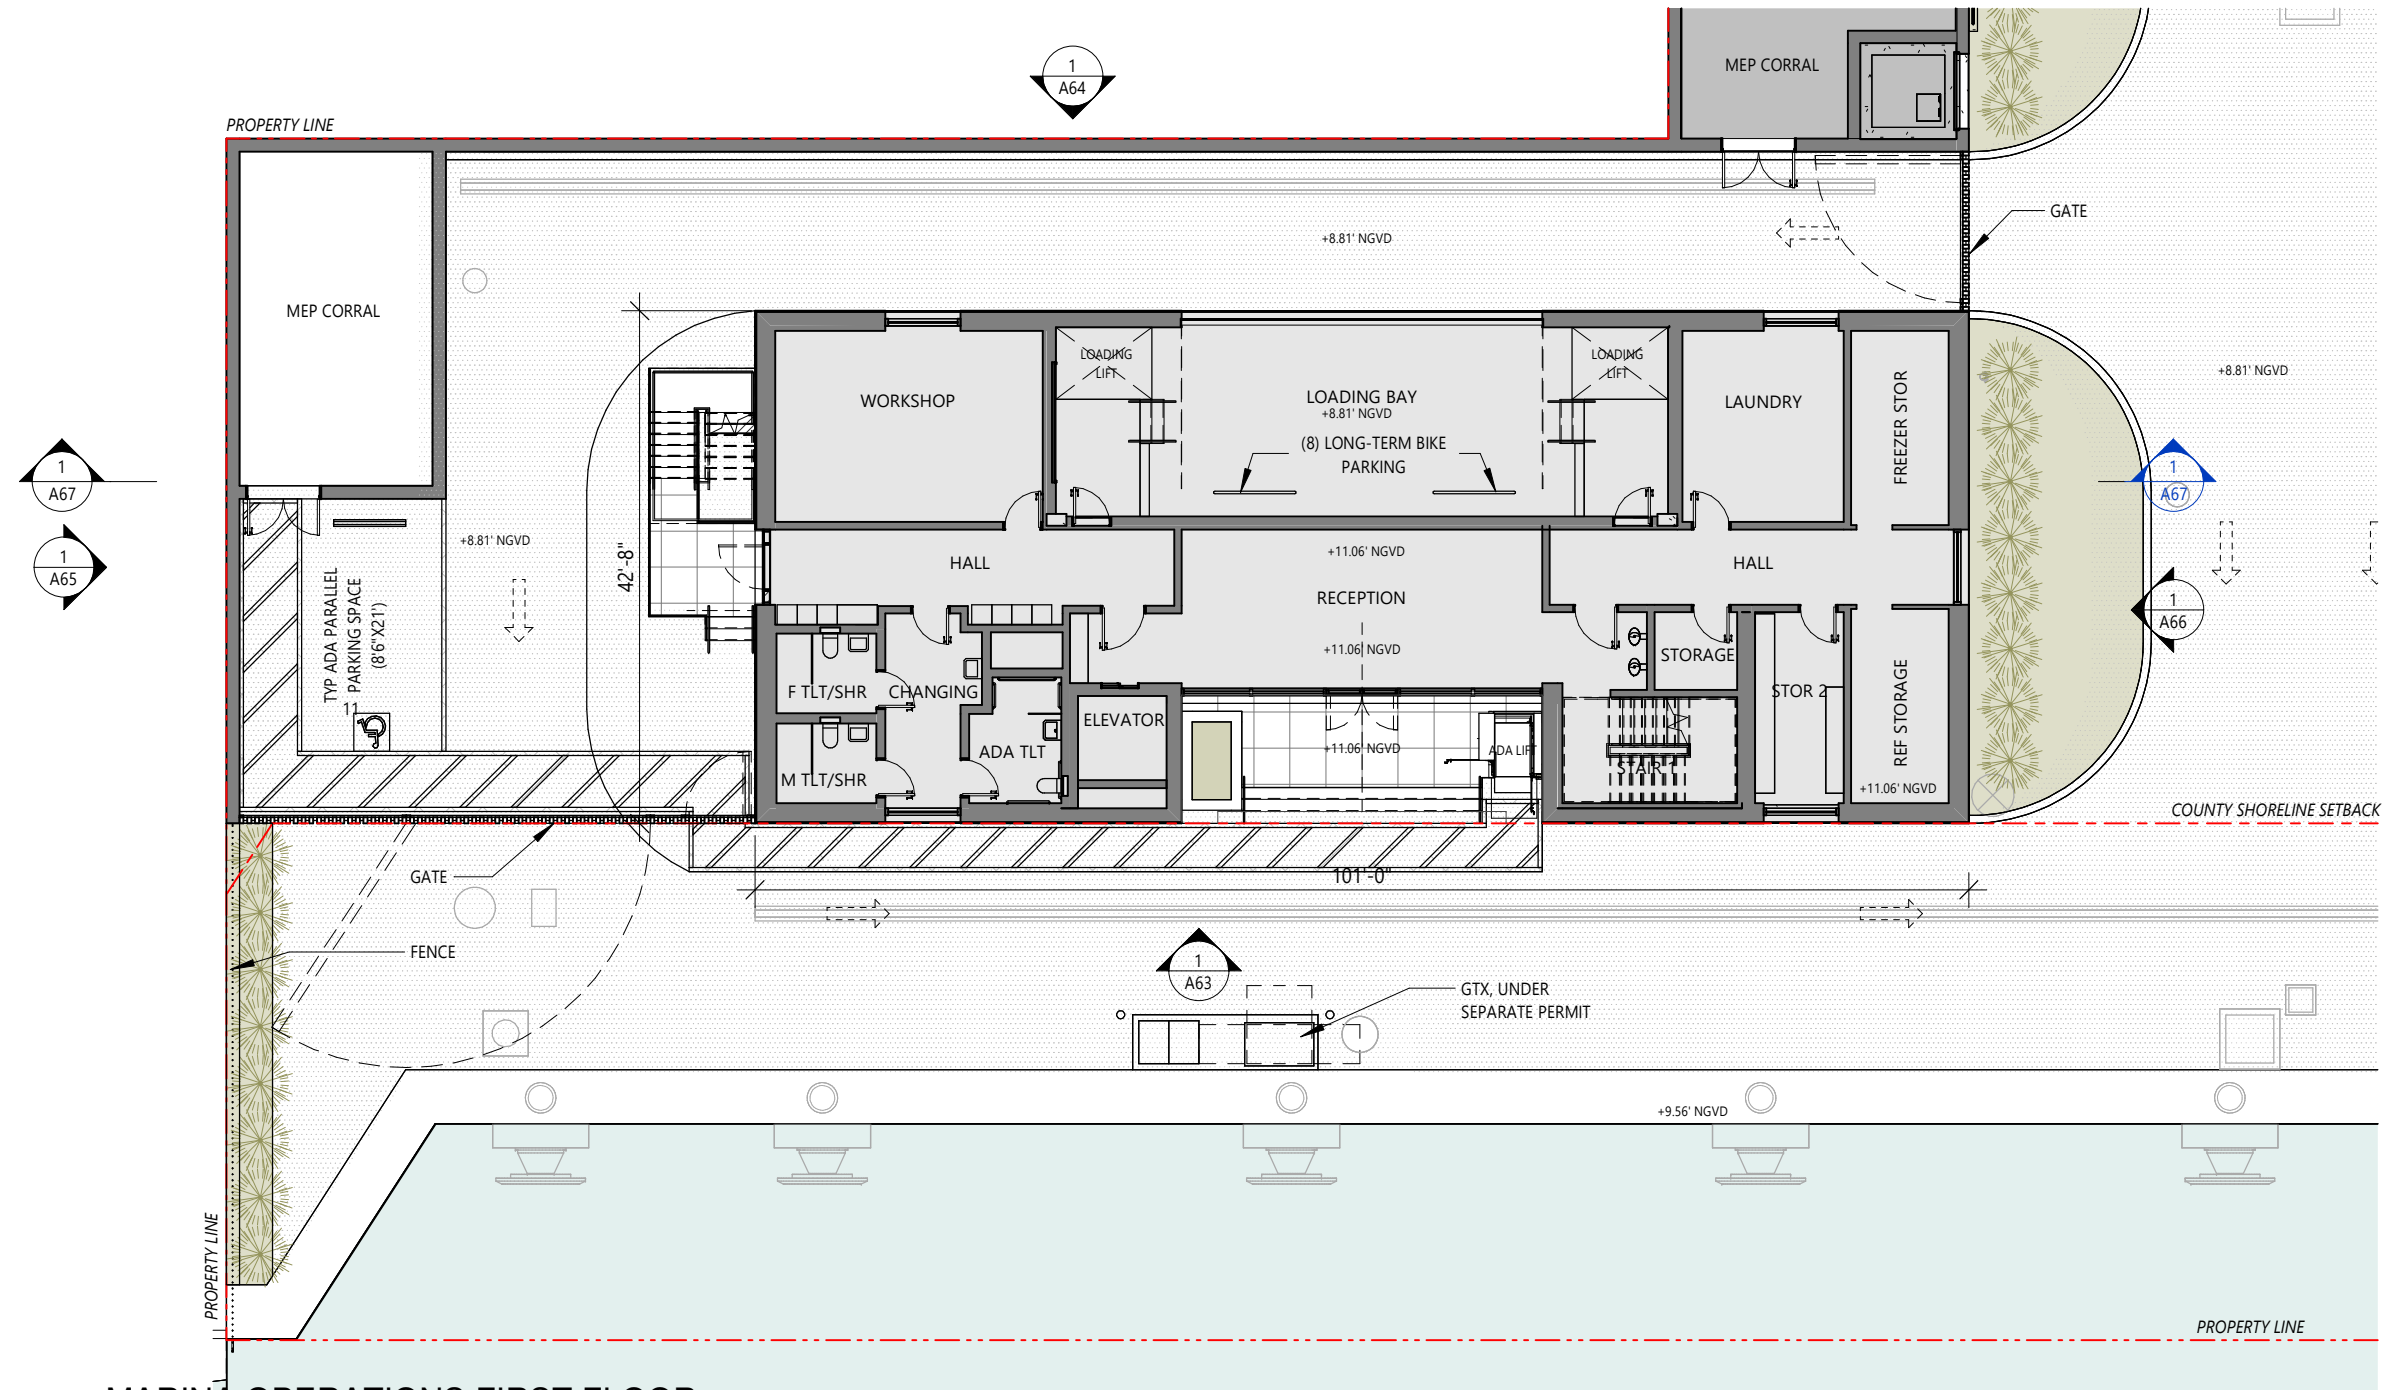 MEP CORRAL
1
A64
PROPERTY LINE
GATE
+8.81' NGVD
MEP CORRAL
LOADING
LIFT
LOADING
LIFT
+8.81' NGVD
WORKSHOP
LOADING BAY
+8.81' NGVD
LAUNDRY
FREEZER STOR
(8) LONG-TERM BIKE
PARKING
1
A67
1
A67
+8.81' NGVD
1
A65
42'-8"
HALL
+11.06' NGVD
HALL
RECEPTION
1
A66
TYP ADA PARALLEL
PARKING SPACE
(8'6"X21')
11
+11.06' NGVD
STORAGE
F TLT/SHR
CHANGING
STOR 2
REF STORAGE
ELEVATOR
ADA TLT
+11.06' NGVD
ADA LIFT
M TLT/SHR
STAIR 1
+11.06' NGVD
COUNTY SHORELINE SETBACK
GATE
101'-0"
FENCE
1
A63
GTX, UNDER
SEPARATE PERMIT
+9.56' NGVD
PROPERTY LINE
PROPERTY LINE
MARINA OPERATIONS FIRST FLOOR